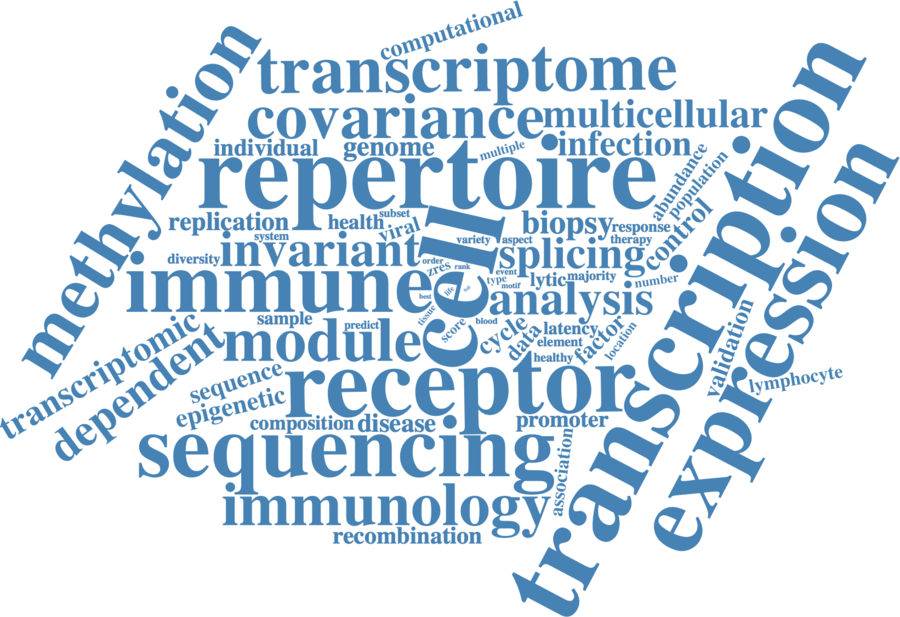 computational
transcriptome
methylation
covariance
multicellular
individual
genome
multiple
infection
repertoire
abundance
population
transcription
expression
replication
health
subset
viral
cell
biopsy
response
control
system
invariant
variety
aspect
therapy
splicing
diversity
order
zres
rank
event
type
motif
lytic
majority
number
immune
best
life
analysis
tissue
sample
predict
score
blood
cycle
data
latency
element
factor
location
healthy
module
validation
transcriptomic
dependent
sequence
epigenetic
receptor
lymphocyte
composition
disease
promoter
sequencing
association
immunology
recombination